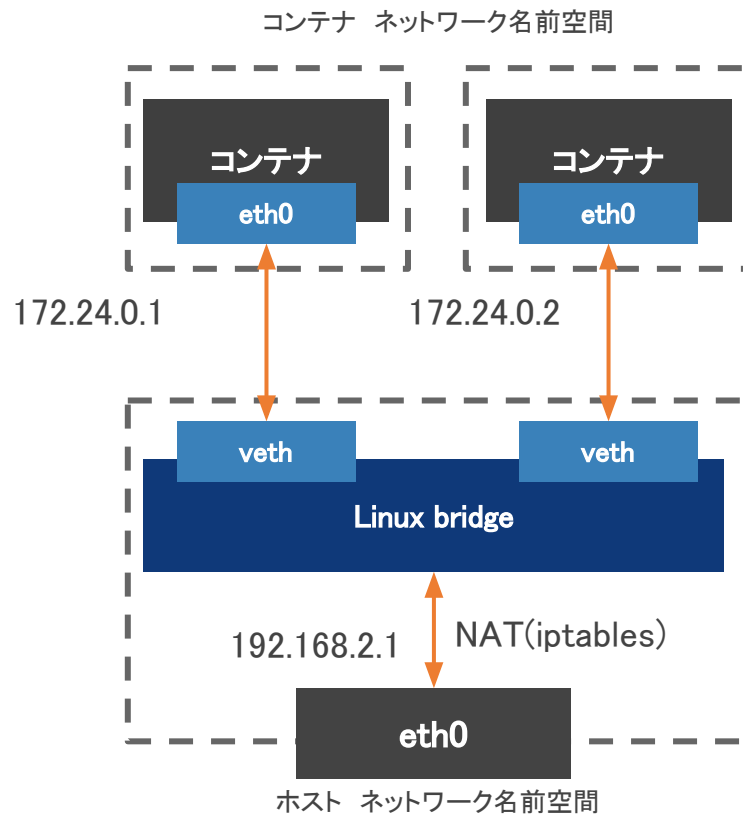 コンテナ ネットワーク名前空間
コンテナ
コンテナ
eth0
eth0
172.24.0.1
172.24.0.2
veth
veth
Linux bridge
192.168.2.1
NAT(iptables)
eth0
ホスト ネットワーク名前空間